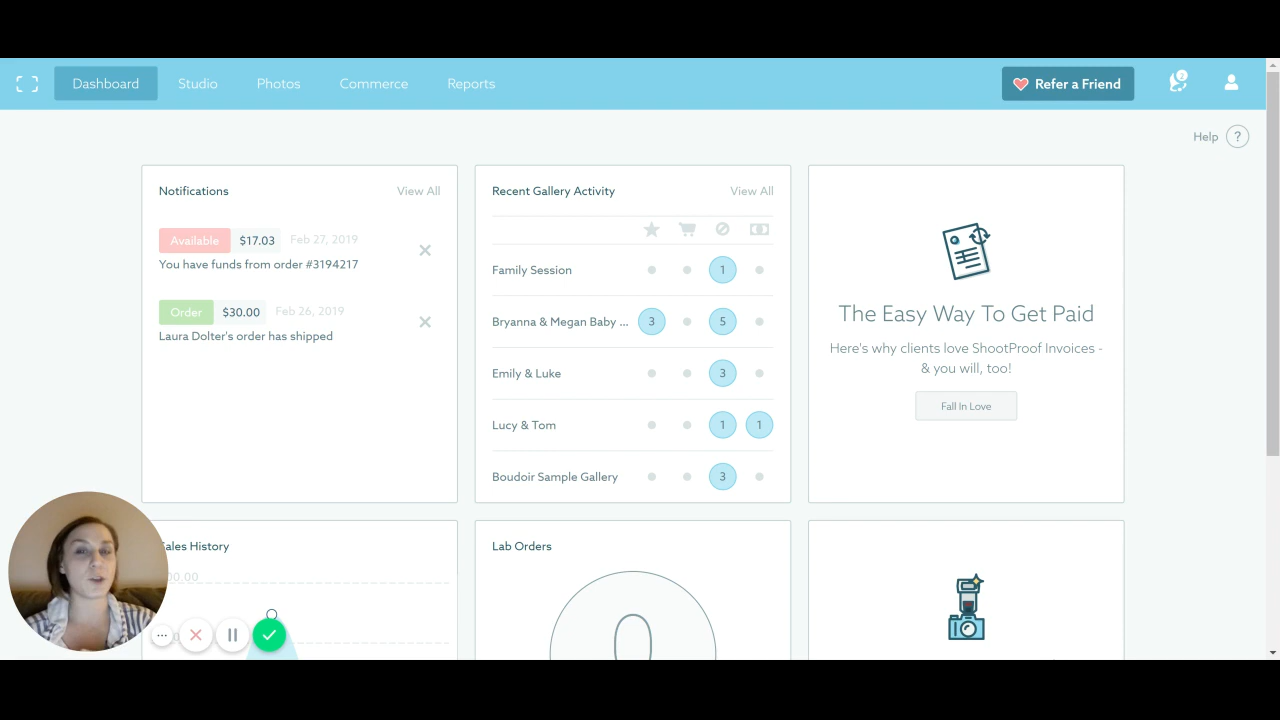 Dashboard
Studio
Photos
Commerce
Reports
Refer a Friend
2
Help ?
Notifications
View All
Available $17.03 Feb 27, 2019
You have funds from order #3194217
Order $30.00 Feb 26, 2019
Laura Dolter's order has shipped
Recent Gallery Activity
View All
Family Session 1
Bryanna & Megan Baby ... 3 5
Emily & Luke 3
Lucy & Tom 1 1
Boudoir Sample Gallery 3
The Easy Way To Get Paid
Here's why clients love ShootProof Invoices -
& you will, too!
Fall In Love
Sales History
Lab Orders
0